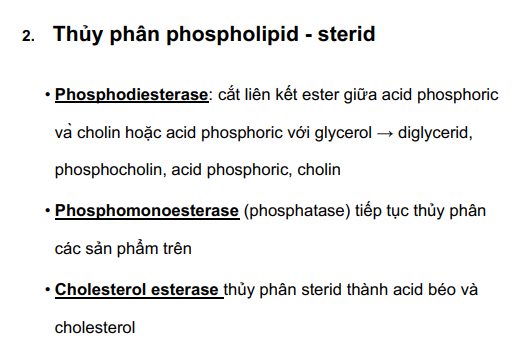 2. Thủy phân phospholipid - sterid
• Phosphodiesterase: cắt liên kết ester giữa acid phosphoric
và cholin hoặc acid phosphoric với glycerol → diglycerid,
phosphocholin, acid phosphoric, cholin
• Phosphomonoesterase (phosphatase) tiếp tục thủy phân
các sản phẩm trên
• Cholesterol esterase thủy phân sterid thành acid béo và
cholesterol